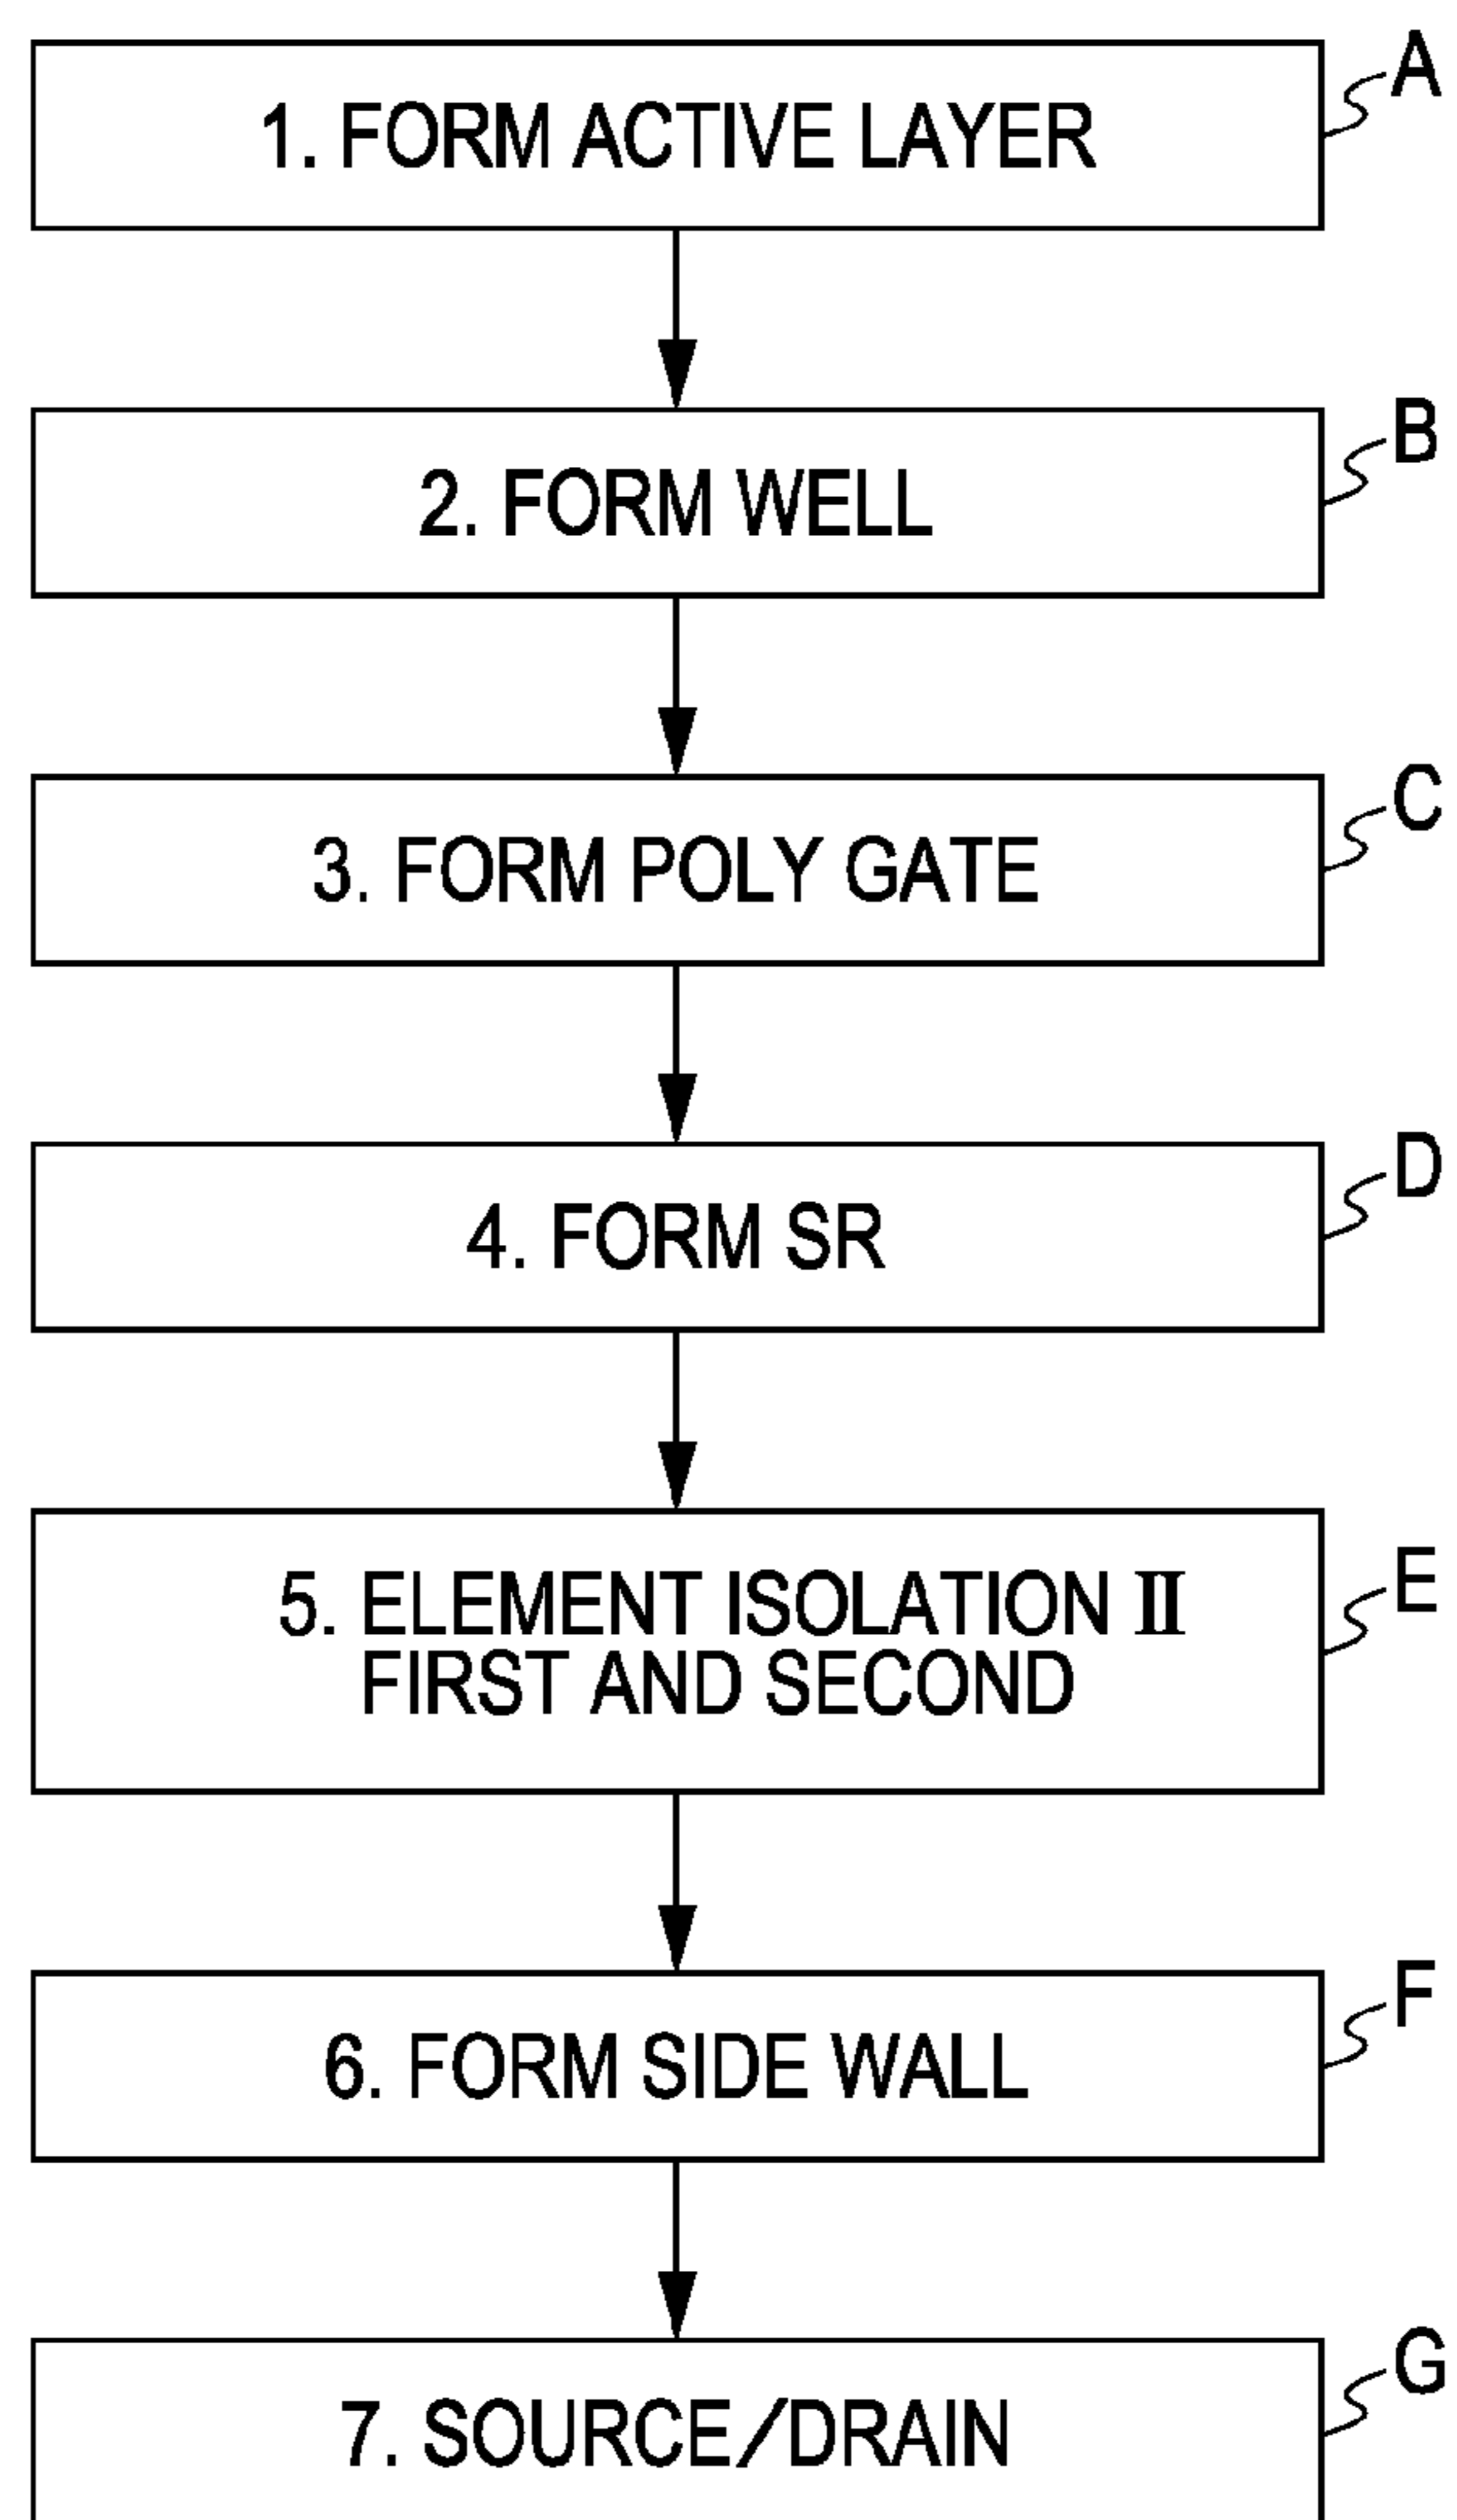 A
1. FORM ACTIVE LAYER
B
2. FORM WELL
C
3. FORM POLY GATE
D
4. FORM SR
E
5. ELEMENT ISOLATION II
FIRST AND SECOND
F
6. FORM SIDE WALL
G
7. SOURCE/DRAIN